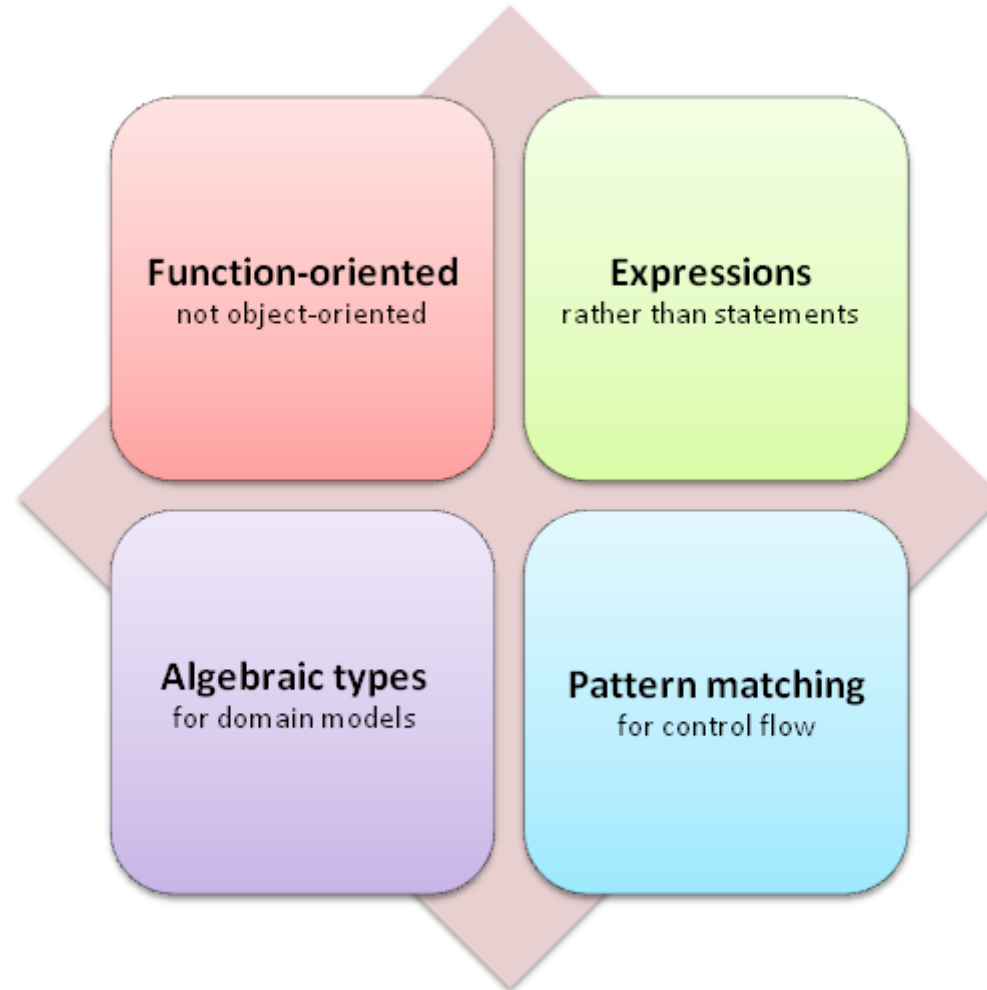 Function-oriented
not object-oriented
Expressions
rather than statements
Algebraic types
for domain models
Pattern matching
for control flow